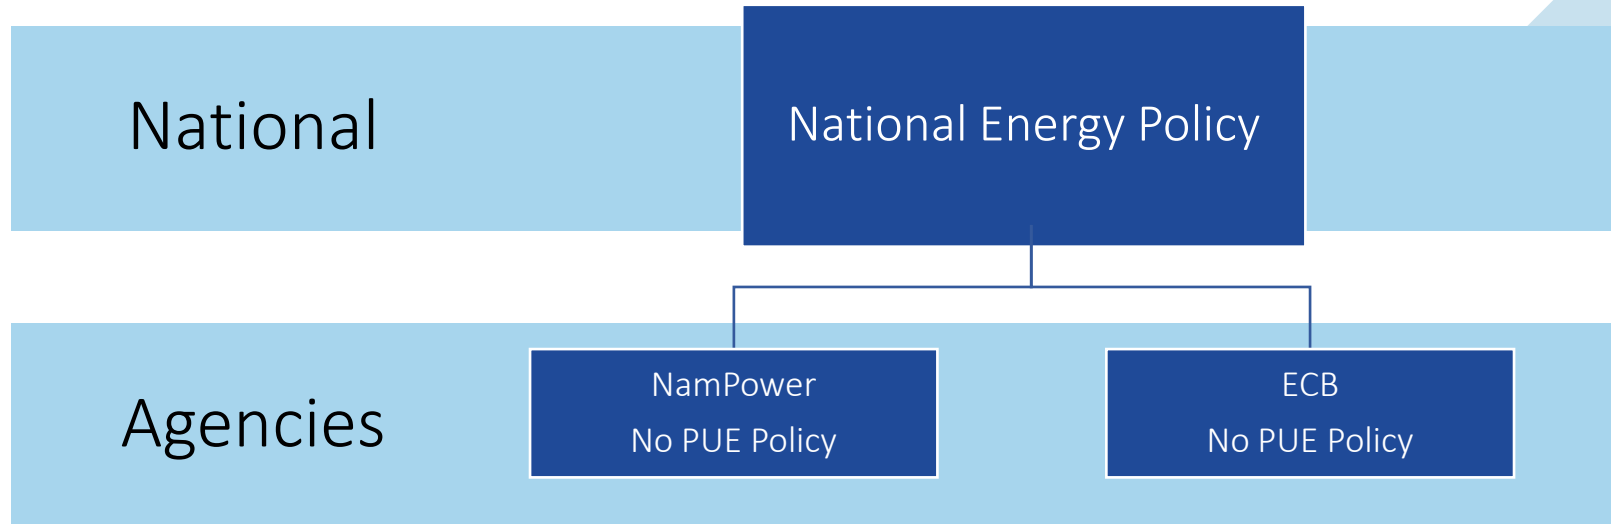 National
National Energy Policy
Agencies
NamPower
No PUE Policy
ECB
No PUE Policy